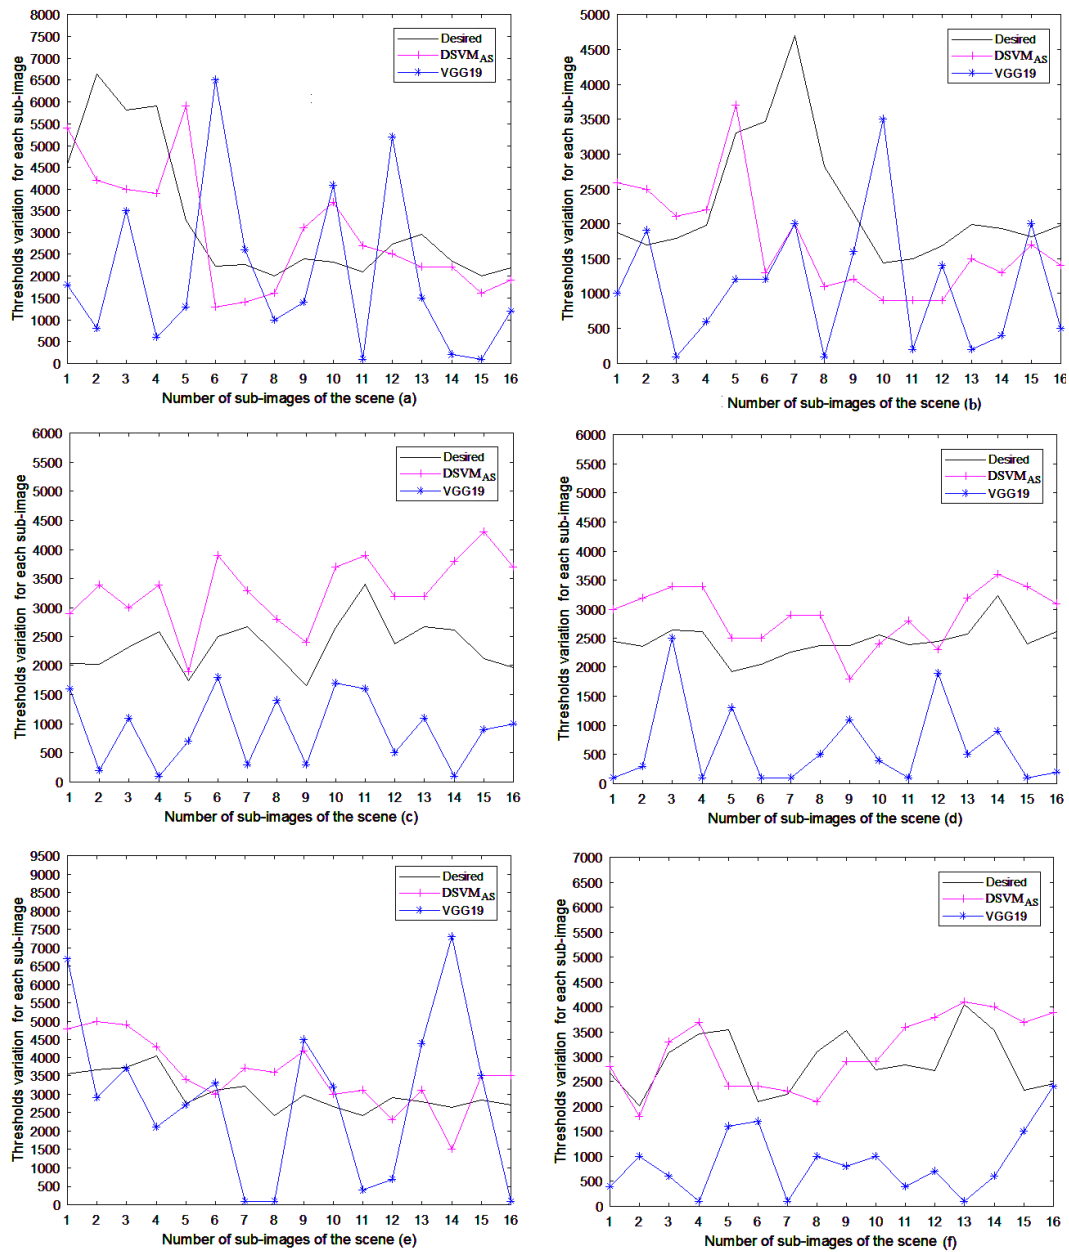 8000
7500
7000
6500
6000
5500
5000
4500
4000
3500
3000
2500
2000
1500
1000
500
0
Thresholds variation for each sub-image
Desired
DSVM_AS
VGG19
1 2 3 4 5 6 7 8 9 10 11 12 13 14 15 16
Number of sub-images of the scene (a)
5000
4500
4000
3500
3000
2500
2000
1500
1000
500
0
Thresholds variation for each sub-image
Desired
DSVM_AS
VGG19
1 2 3 4 5 6 7 8 9 10 11 12 13 14 15 16
Number of sub-images of the scene (b)
6000
5500
5000
4500
4000
3500
3000
2500
2000
1500
1000
500
0
Thresholds variation for each sub-image
Desired
DSVM_AS
VGG19
1 2 3 4 5 6 7 8 9 10 11 12 13 14 15 16
Number of sub-images of the scene (c)
6000
5500
5000
4500
4000
3500
3000
2500
2000
1500
1000
500
0
Thresholds variation for each sub-image
Desired
DSVM_AS
VGG19
1 2 3 4 5 6 7 8 9 10 11 12 13 14 15 16
Number of sub-images of the scene (d)
9500
9000
8500
8000
7500
7000
6500
6000
5500
5000
4500
4000
3500
3000
2500
2000
1500
1000
500
0
Thresholds variation for each sub-image
Desired
DSVM_AS
VGG19
1 2 3 4 5 6 7 8 9 10 11 12 13 14 15 16
Number of sub-images of the scene (e)
7000
6500
6000
5500
5000
4500
4000
3500
3000
2500
2000
1500
1000
500
0
Thresholds variation for each sub-image
Desired
DSVM_AS
VGG19
1 2 3 4 5 6 7 8 9 10 11 12 13 14 15 16
Number of sub-images of the scene (f)